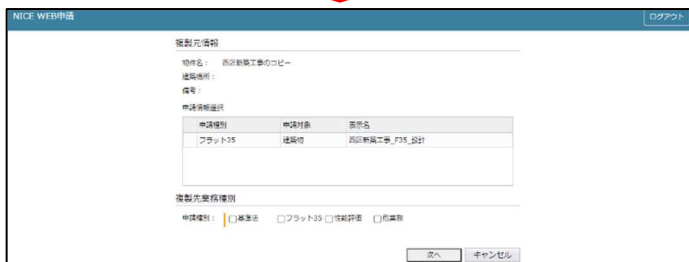 NICE WEB申請
ログアウト
複製元情報
物件名： 西区新築工事のコピー
建築場所：
備考：
申請情報選択
申請種別 申請対象 表示名
フラット35 建築物 西区新築工事_F35_設計
複製先業務種別
申請種別： 基準法 フラット35 性能評価 他業務
次へ キャンセル